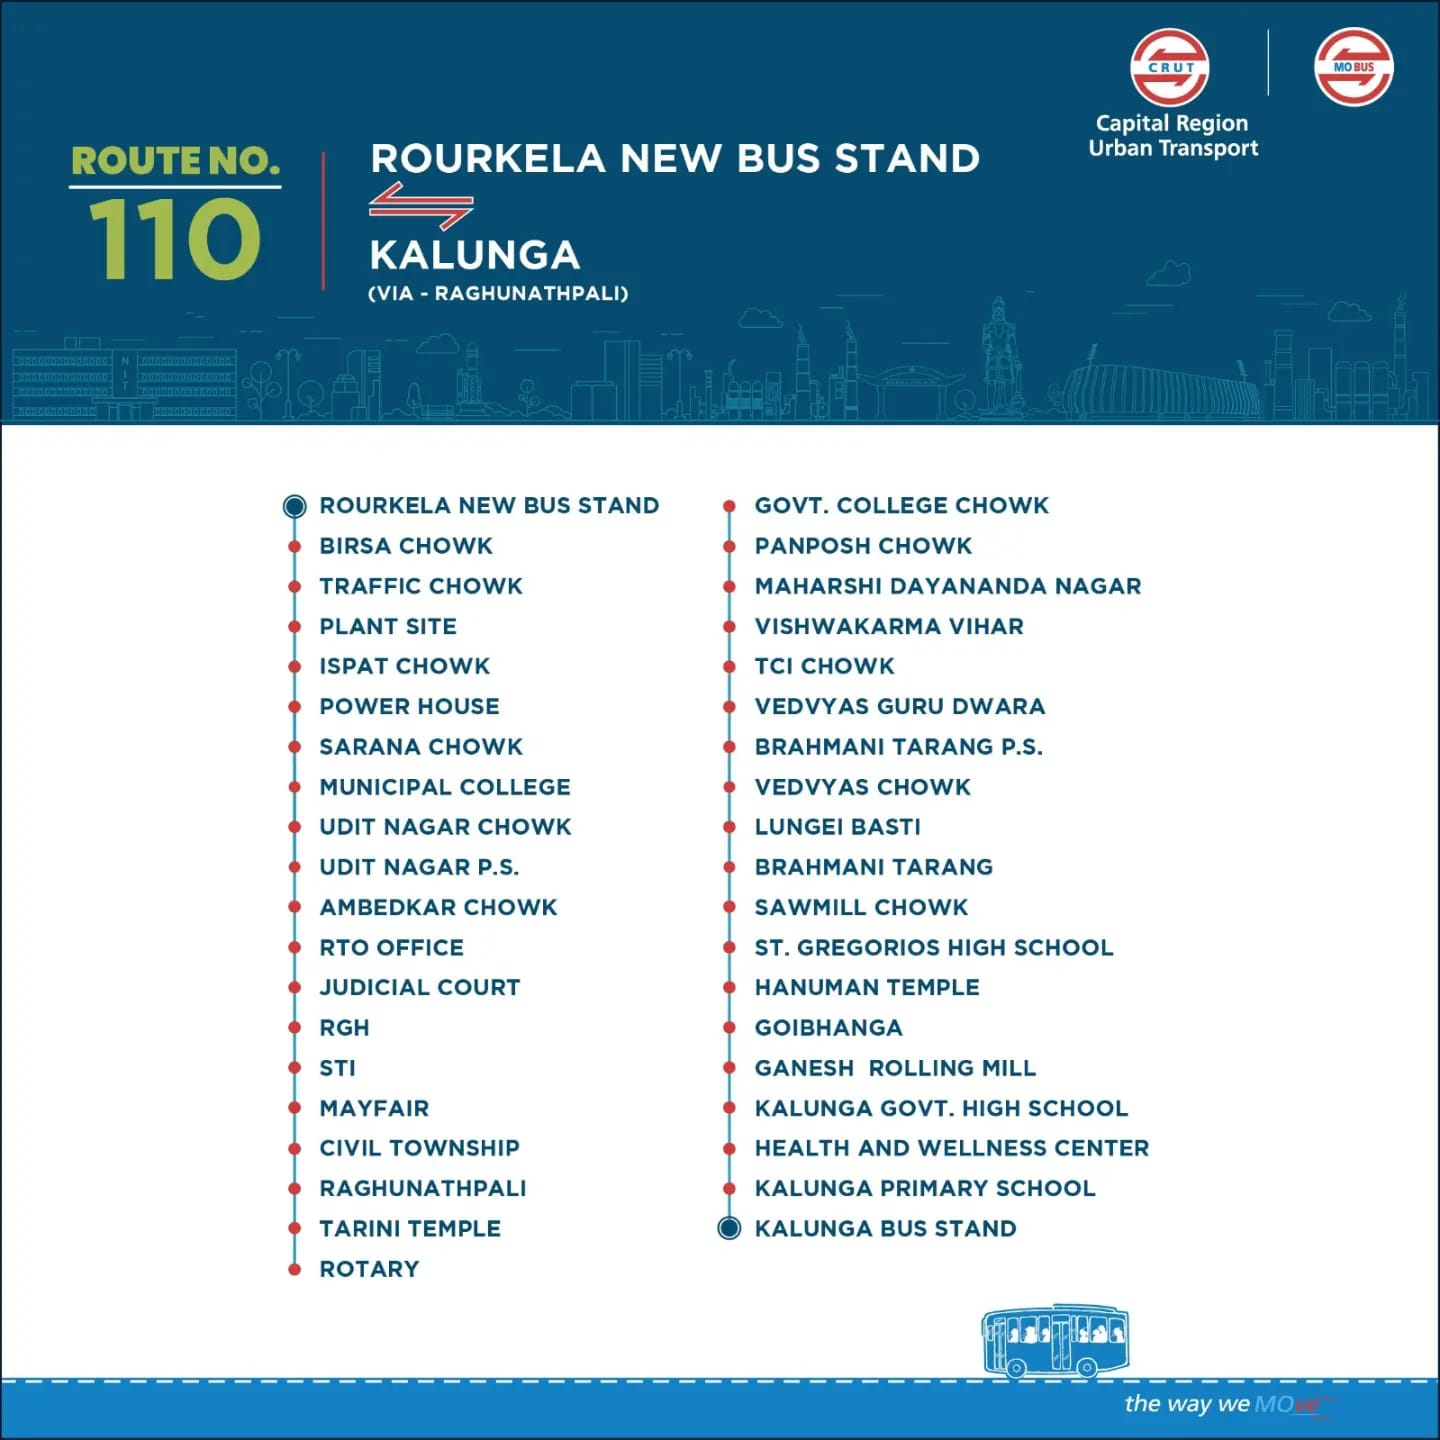 CRUT
MO BUS
Capital Region
Urban Transport
ROUTE NO.
110
ROURKELA NEW BUS STAND
KALUNGA
(VIA - RAGHUNATHPALI)
NIT
ROURKELA NEW BUS STAND
BIRSA CHOWK
TRAFFIC CHOWK
PLANT SITE
ISPAT CHOWK
POWER HOUSE
SARANA CHOWK
MUNICIPAL COLLEGE
UDIT NAGAR CHOWK
UDIT NAGAR P.S.
AMBEDKAR CHOWK
RTO OFFICE
JUDICIAL COURT
RGH
STI
MAYFAIR
CIVIL TOWNSHIP
RAGHUNATHPALI
TARINI TEMPLE
ROTARY
GOVT. COLLEGE CHOWK
PANPOSH CHOWK
MAHARSHI DAYANANDA NAGAR
VISHWAKARMA VIHAR
TCI CHOWK
VEDVYAS GURU DWARA
BRAHMANI TARANG P.S.
VEDVYAS CHOWK
LUNGEI BASTI
BRAHMANI TARANG
SAWMILL CHOWK
ST. GREGORIOS HIGH SCHOOL
HANUMAN TEMPLE
GOIBHANGA
GANESH ROLLING MILL
KALUNGA GOVT. HIGH SCHOOL
HEALTH AND WELLNESS CENTER
KALUNGA PRIMARY SCHOOL
KALUNGA BUS STAND
the way we MOve